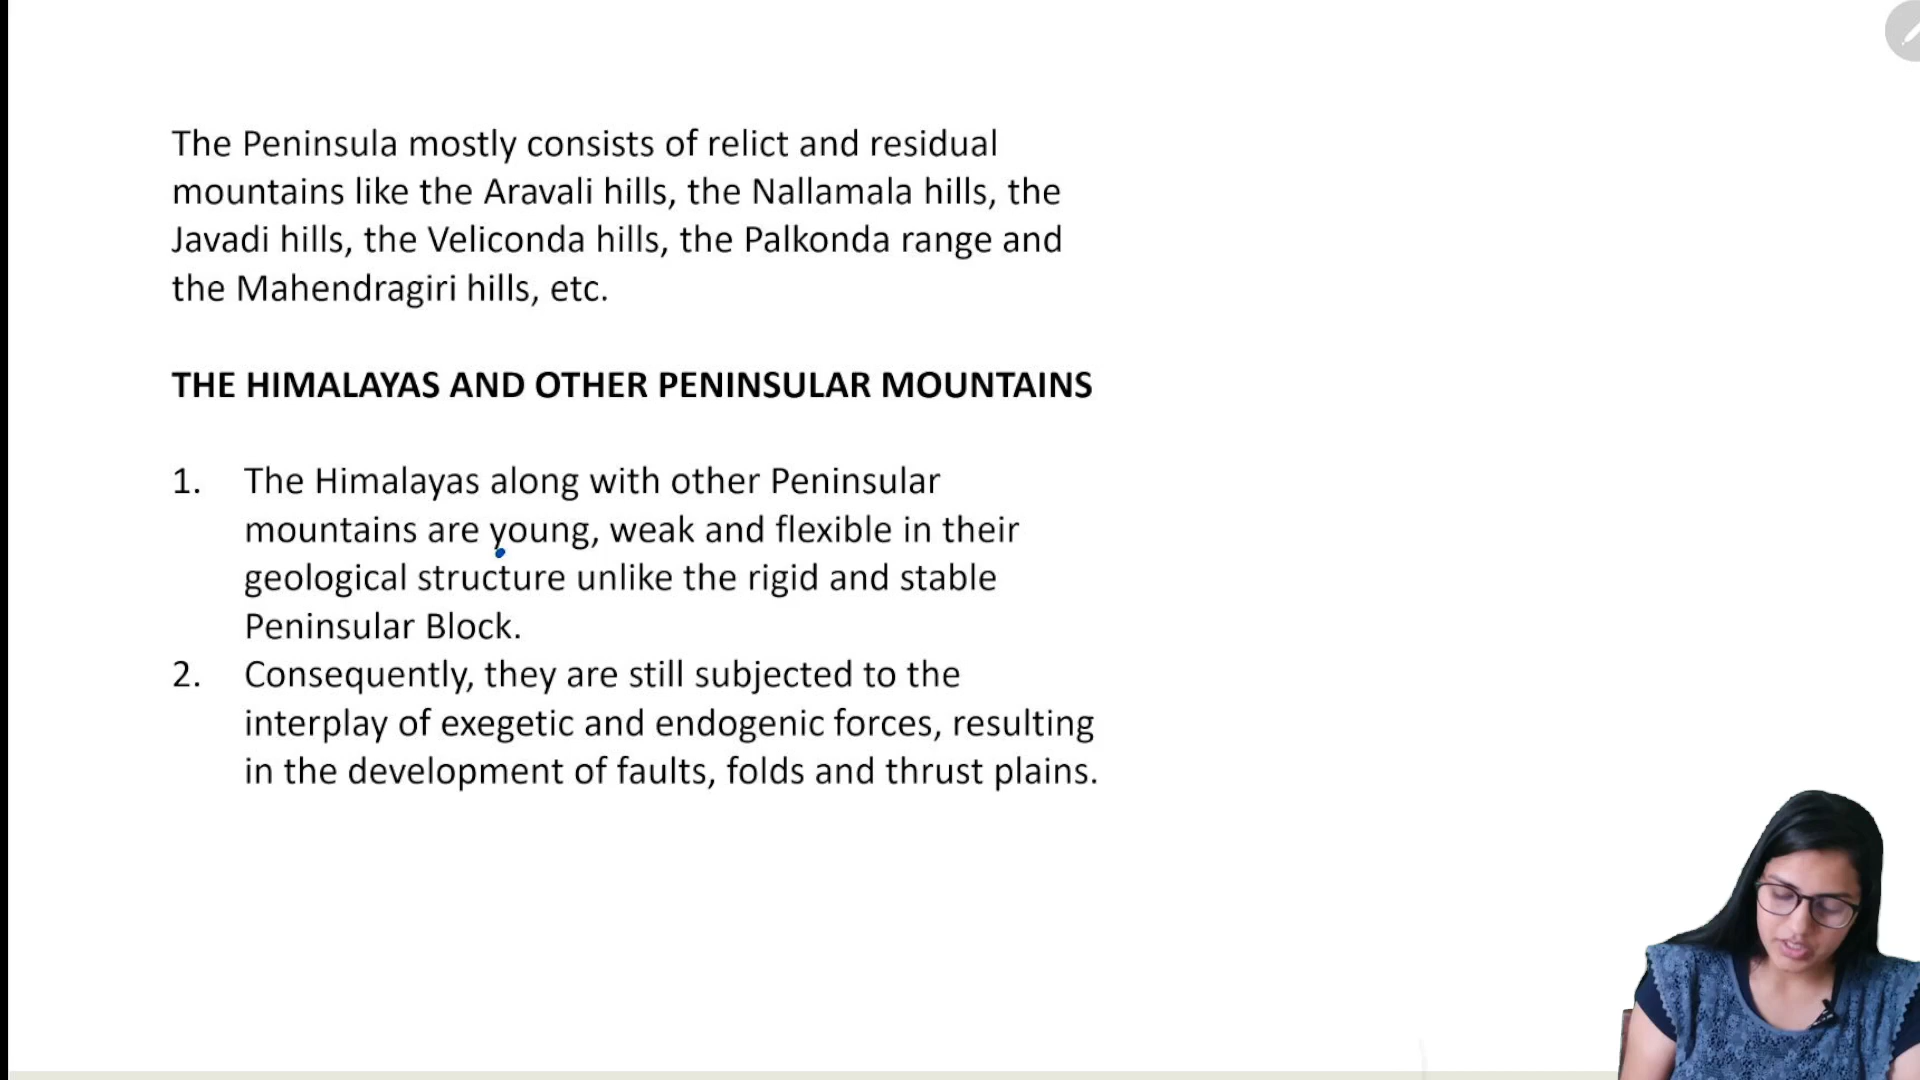 The Peninsula mostly consists of relict and residual
mountains like the Aravali hills, the Nallamala hills, the
Javadi hills, the Veliconda hills, the Palkonda range and
the Mahendragiri hills, etc.
THE HIMALAYAS AND OTHER PENINSULAR MOUNTAINS
1. The Himalayas along with other Peninsular
mountains are young, weak and flexible in their
geological structure unlike the rigid and stable
Peninsular Block.
2. Consequently, they are still subjected to the
interplay of exegetic and endogenic forces, resulting
in the development of faults, folds and thrust plains.